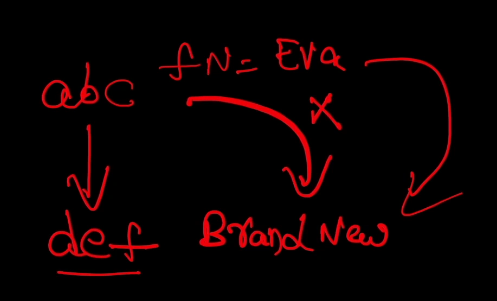 abc fN = Eva
X
def Brand New